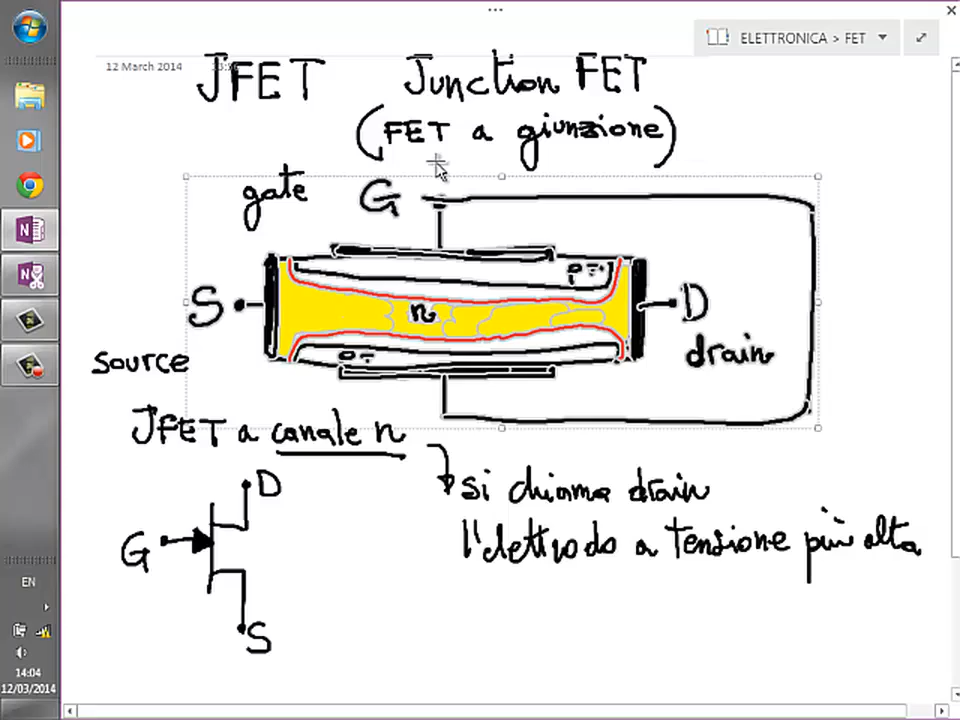 ELETTRONICA > FET
12 March 2014
JFET Junction FET
(FET a giunzione)
gate G
S n D
source drain
JFET a canale n
si chiama drain
l'elettrodo a tensione più alta
D
G
S
EN
14:04
12/03/2014